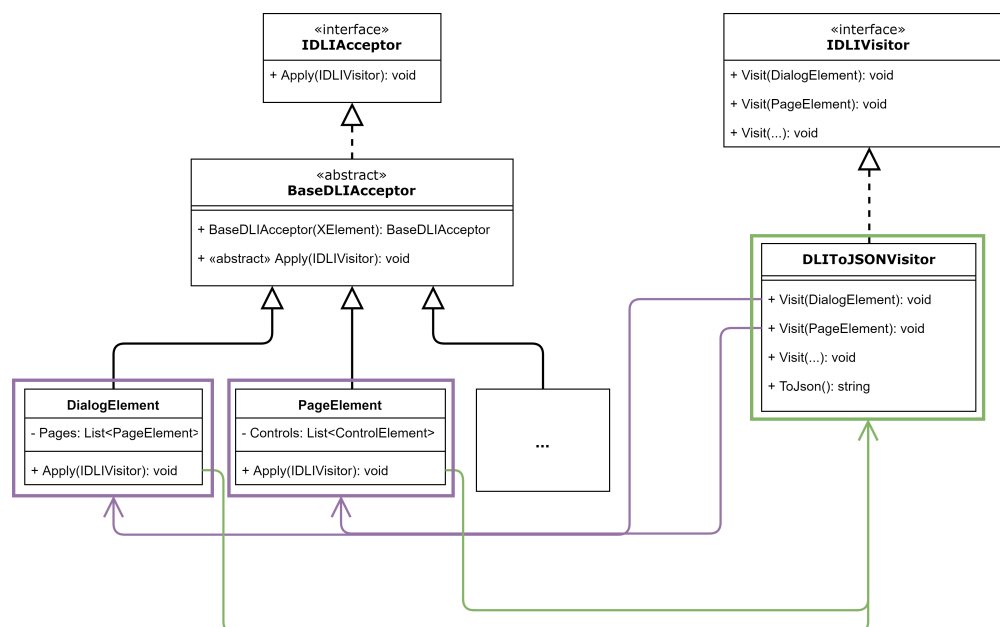 «interface»
IDLIAcceptor
+ Apply(IDLIVisitor): void
«interface»
IDLIVisitor
+ Visit(DialogElement): void
+ Visit(PageElement): void
+ Visit(...): void
«abstract»
BaseDLIAcceptor
+ BaseDLIAcceptor(XElement): BaseDLIAcceptor
+ «abstract» Apply(IDLIVisitor): void
DLIToJSONVisitor
+ Visit(DialogElement): void
+ Visit(PageElement): void
+ Visit(...): void
+ ToJson(): string
DialogElement
- Pages: List<PageElement>
+ Apply(IDLIVisitor): void
PageElement
- Controls: List<ControlElement>
+ Apply(IDLIVisitor): void
...